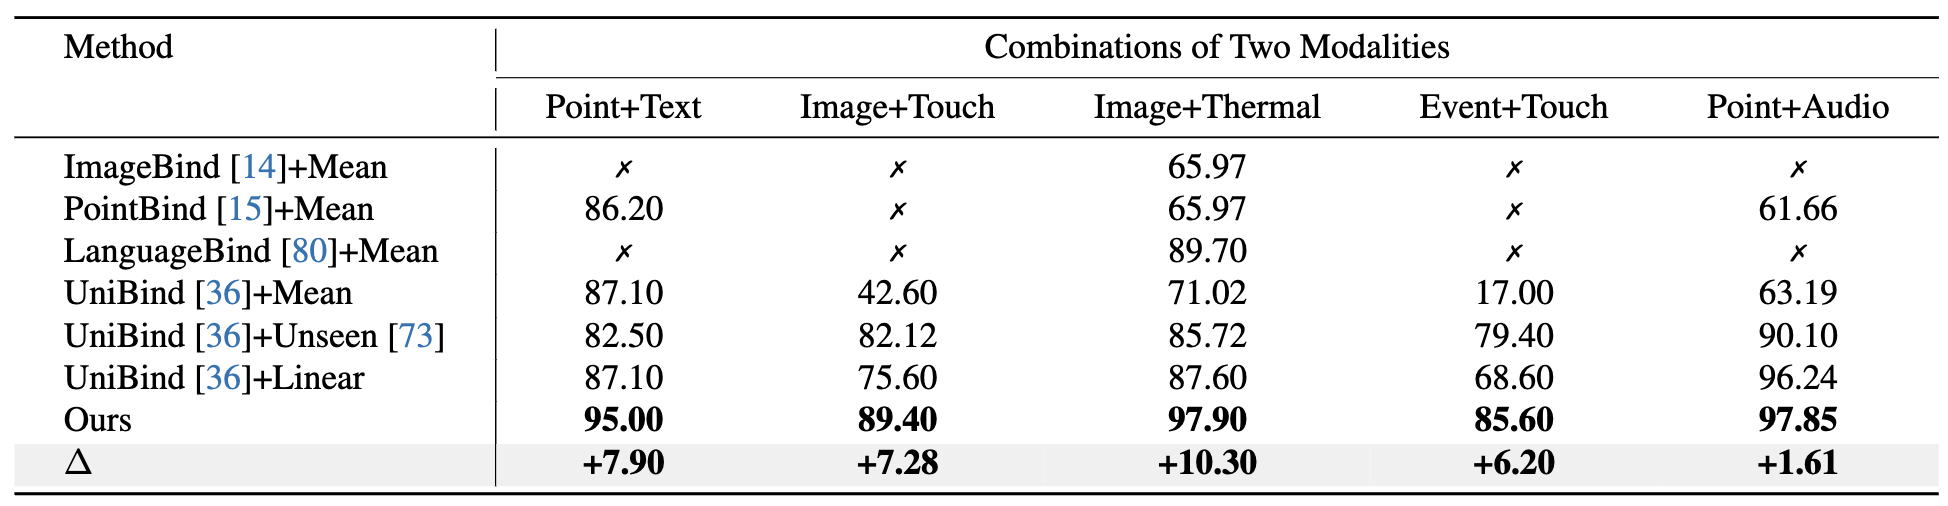 Method Combinations of Two Modalities
Point+Text Image+Touch Image+Thermal Event+Touch Point+Audio
ImageBind [14]+Mean ✗ ✗ 65.97 ✗ ✗
PointBind [15]+Mean 86.20 ✗ 65.97 ✗ 61.66
LanguageBind [80]+Mean ✗ ✗ 89.70 ✗ ✗
UniBind [36]+Mean 87.10 42.60 71.02 17.00 63.19
UniBind [36]+Unseen [73] 82.50 82.12 85.72 79.40 90.10
UniBind [36]+Linear 87.10 75.60 87.60 68.60 96.24
Ours 95.00 89.40 97.90 85.60 97.85
Δ +7.90 +7.28 +10.30 +6.20 +1.61